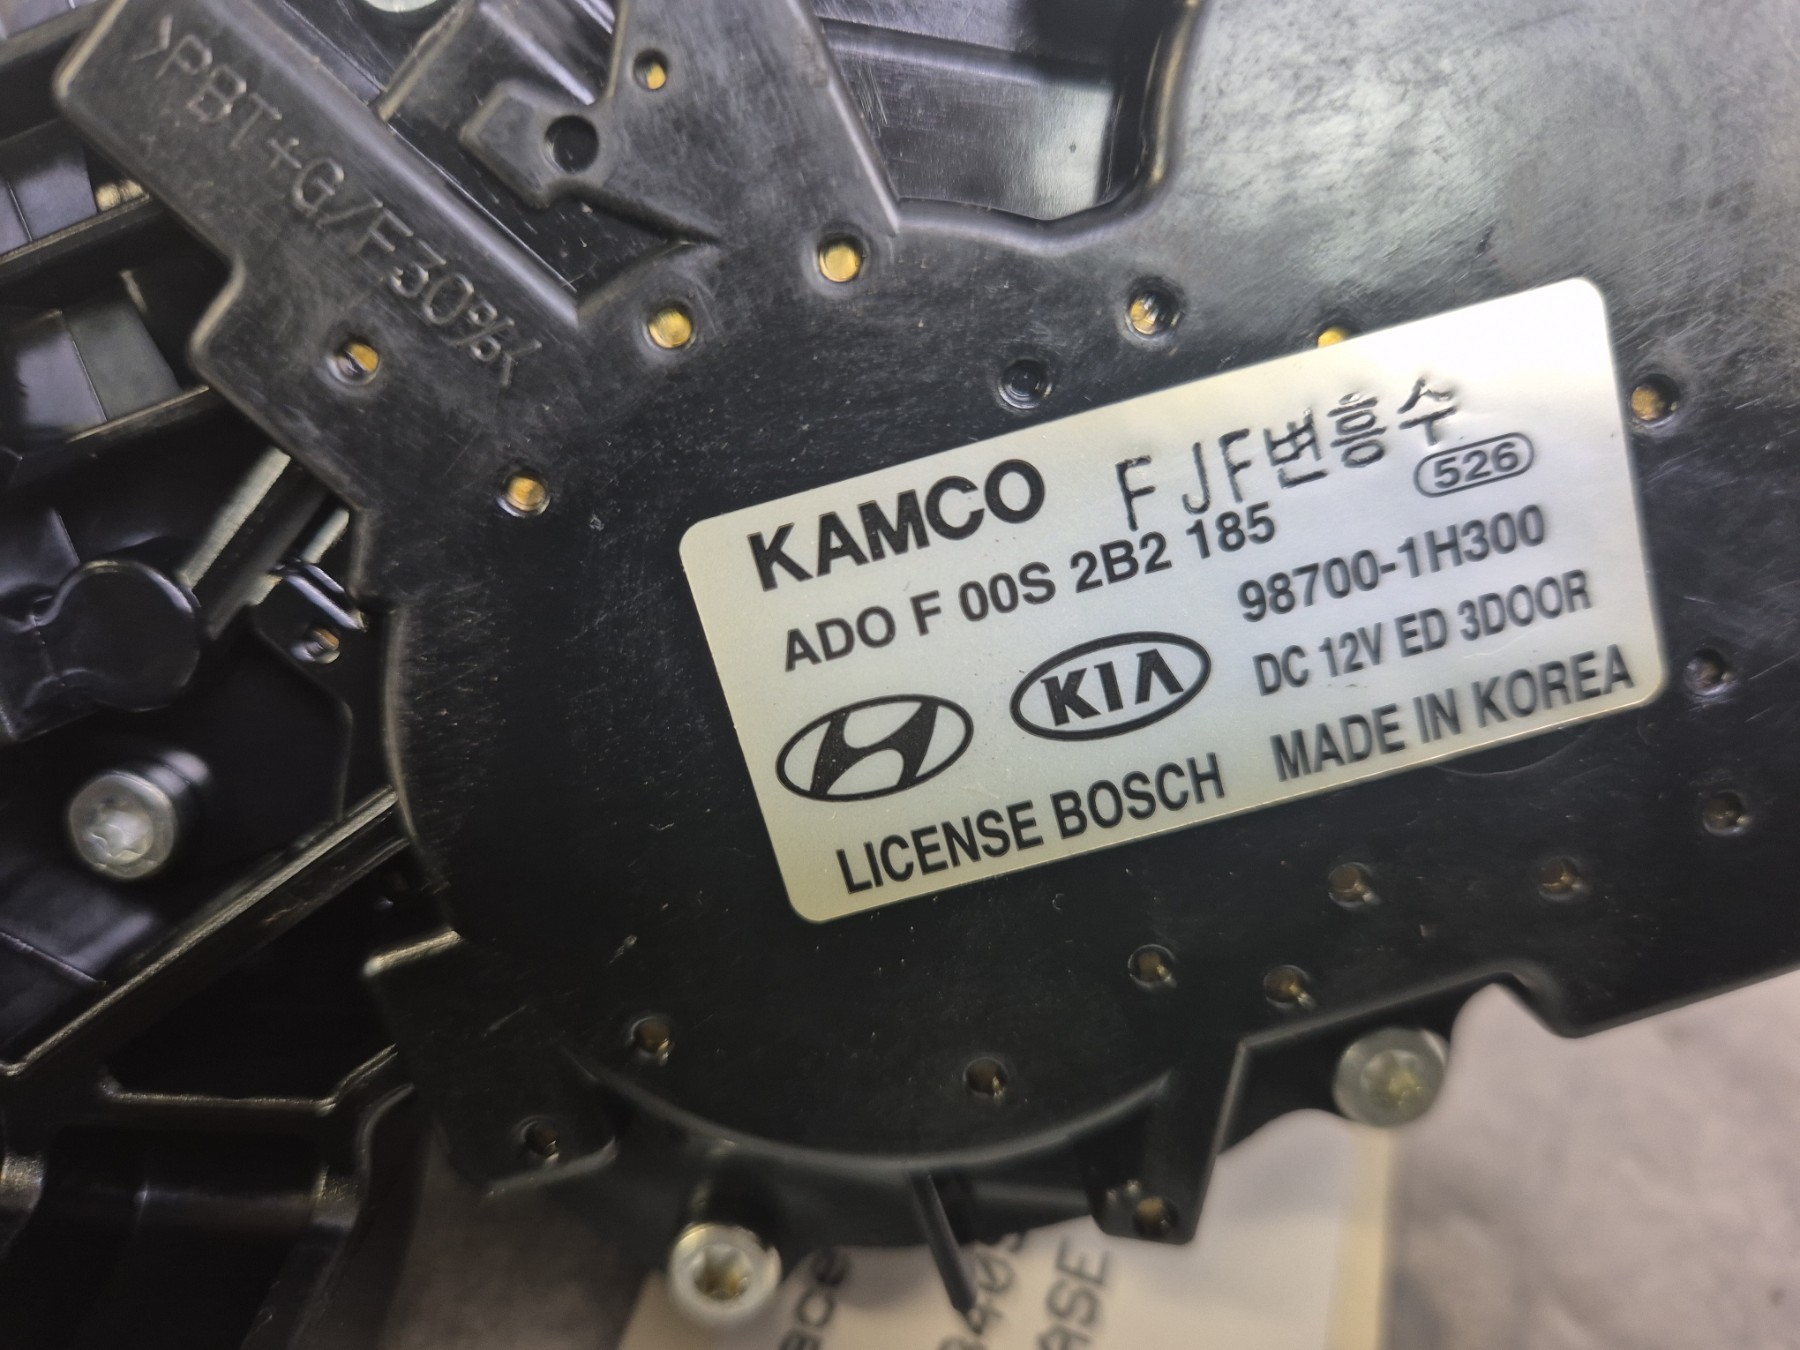 >PBT+G/F30%<
KAMCO FJF변흥수
526
ADO F 00S 2B2 185
98700-1H300
KIA DC 12V ED 3DOOR
LICENSE BOSCH MADE IN KOREA
ASE